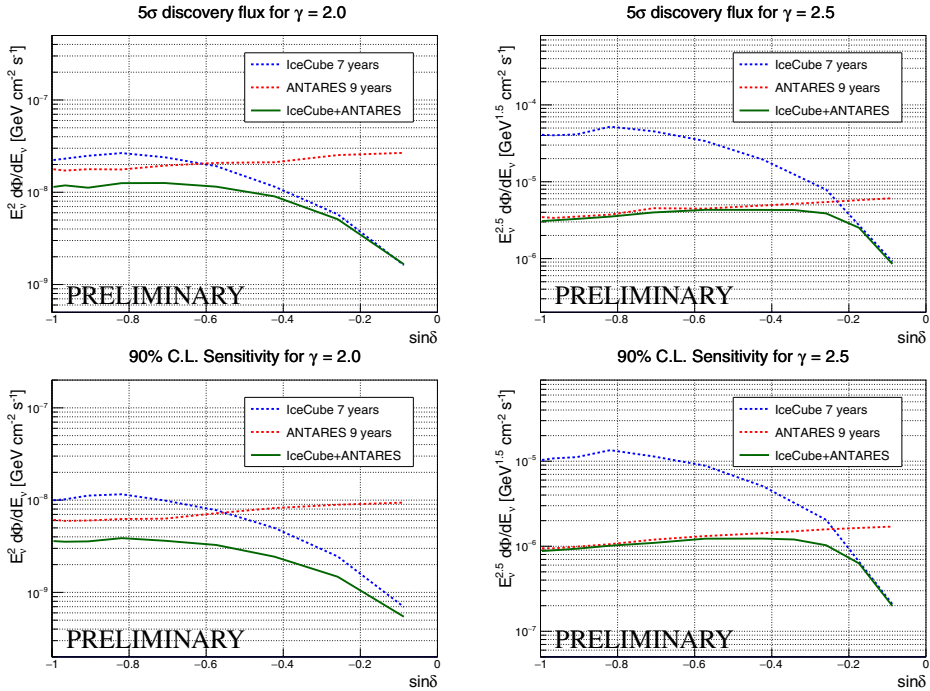 5σ discovery flux for γ = 2.0
E²ν dΦ/dEν [GeV cm⁻² s⁻¹]
10⁻⁷
10⁻⁸
10⁻⁹
IceCube 7 years
ANTARES 9 years
IceCube+ANTARES
PRELIMINARY
−1 −0.8 −0.6 −0.4 −0.2 0
sinδ
5σ discovery flux for γ = 2.5
E²·⁵ν dΦ/dEν [GeV¹·⁵ cm⁻² s⁻¹]
10⁻⁴
10⁻⁵
10⁻⁶
IceCube 7 years
ANTARES 9 years
IceCube+ANTARES
PRELIMINARY
−1 −0.8 −0.6 −0.4 −0.2 0
sinδ
90% C.L. Sensitivity for γ = 2.0
E²ν dΦ/dEν [GeV cm⁻² s⁻¹]
10⁻⁷
10⁻⁸
10⁻⁹
IceCube 7 years
ANTARES 9 years
IceCube+ANTARES
PRELIMINARY
−1 −0.8 −0.6 −0.4 −0.2 0
sinδ
90% C.L. Sensitivity for γ = 2.5
E²·⁵ν dΦ/dEν [GeV¹·⁵ cm⁻² s⁻¹]
10⁻⁵
10⁻⁶
10⁻⁷
IceCube 7 years
ANTARES 9 years
IceCube+ANTARES
PRELIMINARY
−1 −0.8 −0.6 −0.4 −0.2 0
sinδ